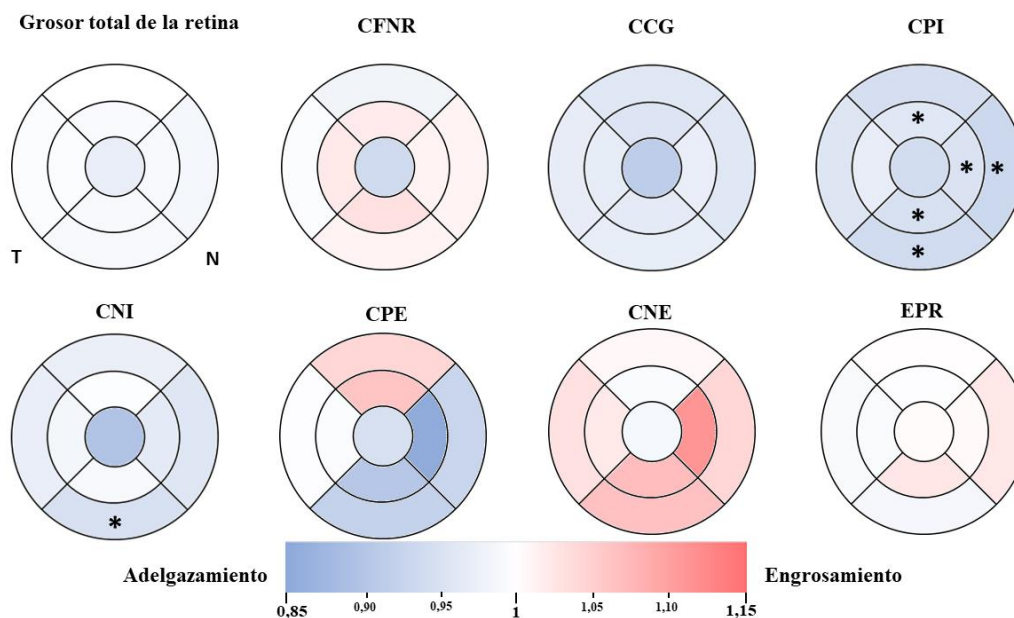 Grosor total de la retina
CFNR
CCG
CPI
*
* *
*
*
T
N
CNI
CPE
CNE
EPR
*
Adelgazamiento
Engrosamiento
0,85
0,90
0,95
1
1,05
1,10
1,15